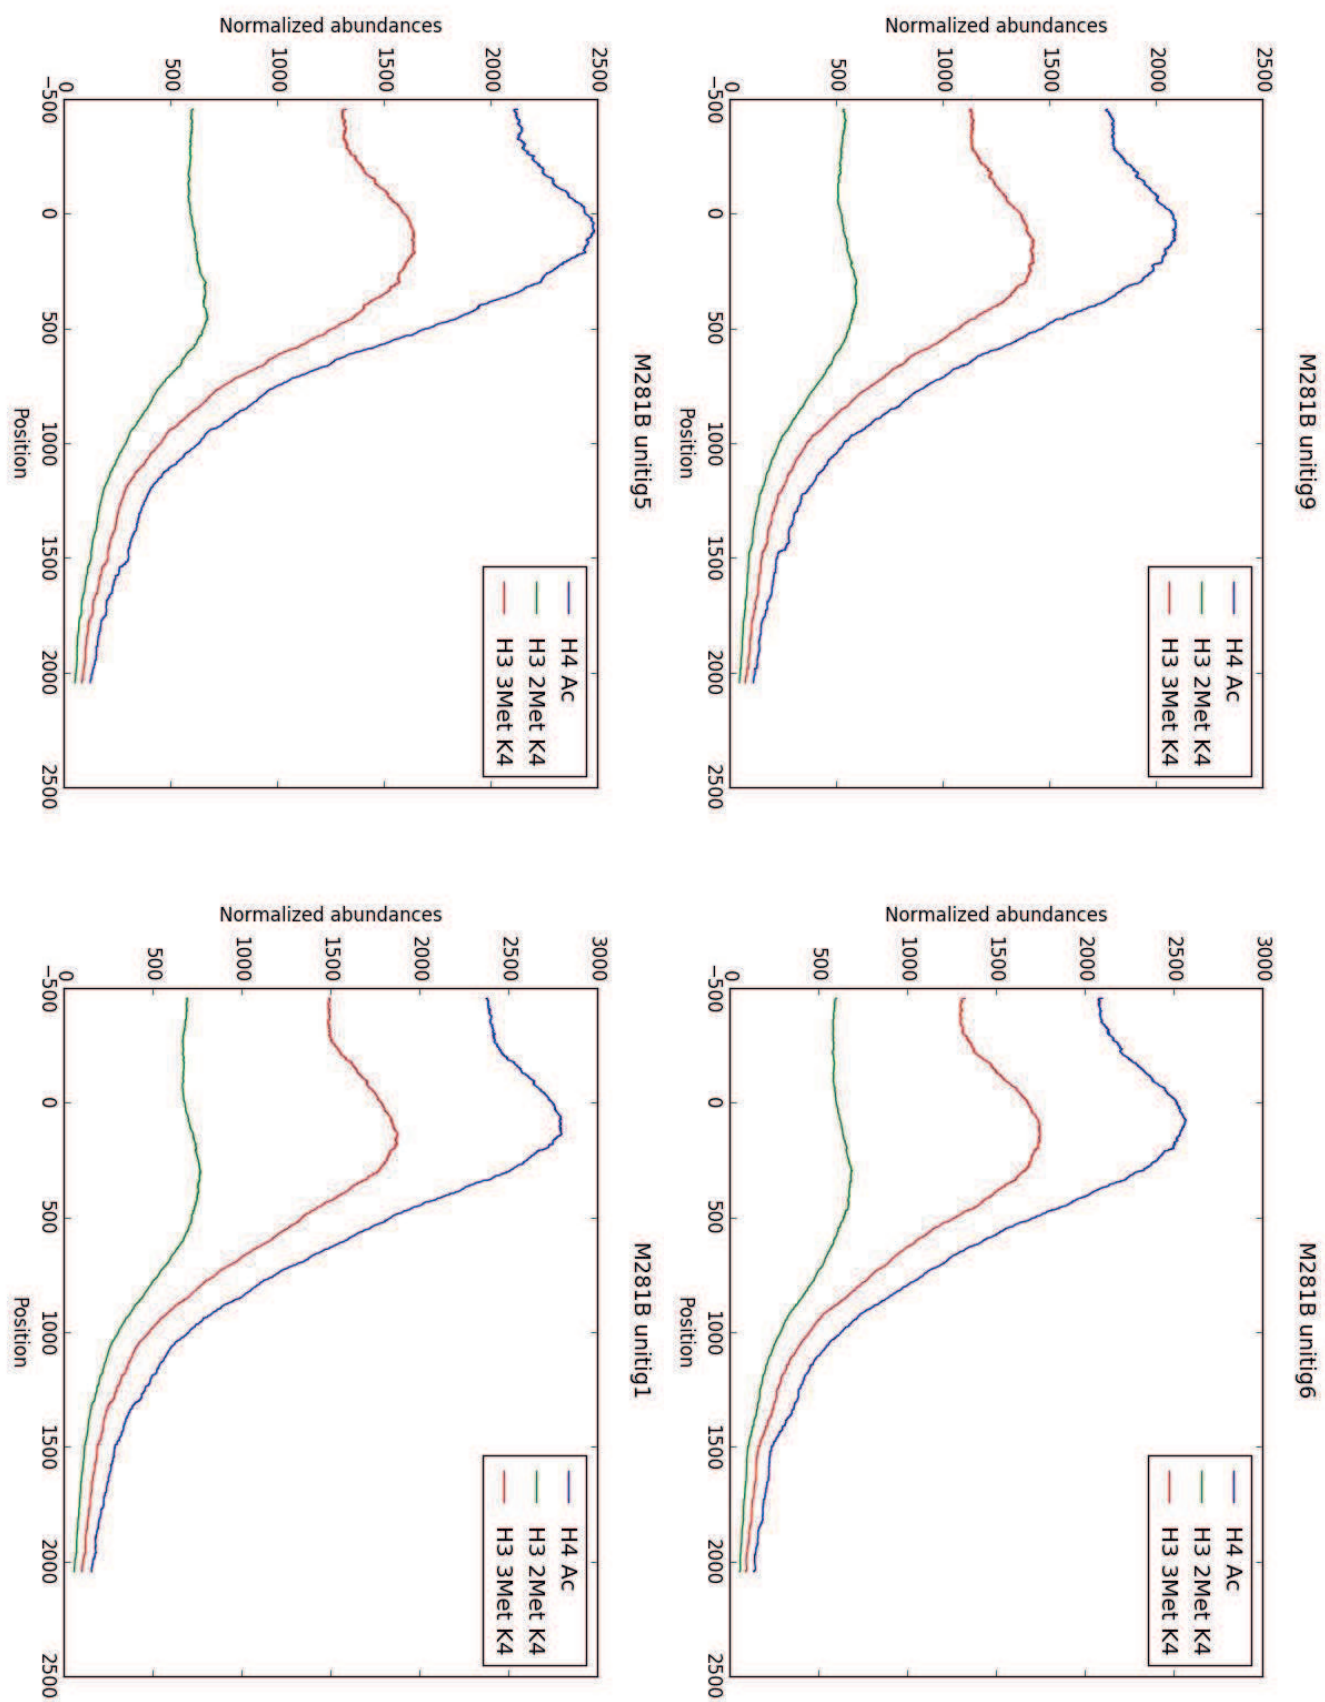 M281B unitig5
Normalized abundances
2500
2000
1500
1000
500
0
−500
0
500
1000
1500
2000
2500
Position
H4 Ac
H3 2Met K4
H3 3Met K4
M281B unitig9
Normalized abundances
2500
2000
1500
1000
500
0
−500
0
500
1000
1500
2000
2500
Position
H4 Ac
H3 2Met K4
H3 3Met K4
M281B unitig1
Normalized abundances
3000
2500
2000
1500
1000
500
0
−500
0
500
1000
1500
2000
2500
Position
H4 Ac
H3 2Met K4
H3 3Met K4
M281B unitig6
Normalized abundances
3000
2500
2000
1500
1000
500
0
−500
0
500
1000
1500
2000
2500
Position
H4 Ac
H3 2Met K4
H3 3Met K4